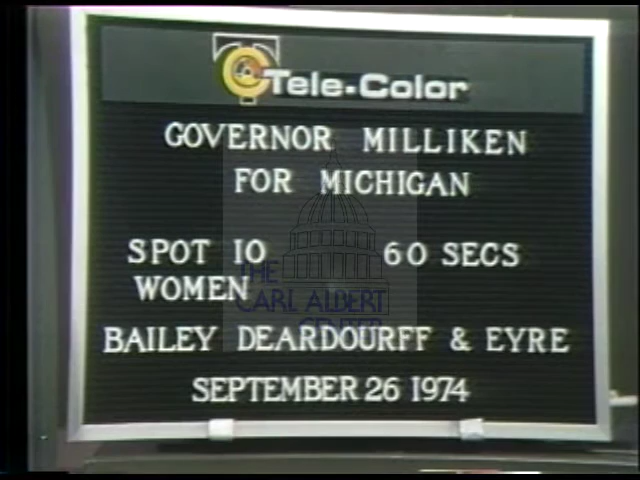 Tele-Color
GOVERNOR MILLIKEN
FOR MICHIGAN
SPOT 10 60 SECS
WOMEN
THE
CARL ALBERT
CENTER
BAILEY DEARDOURFF & EYRE
SEPTEMBER 26 1974